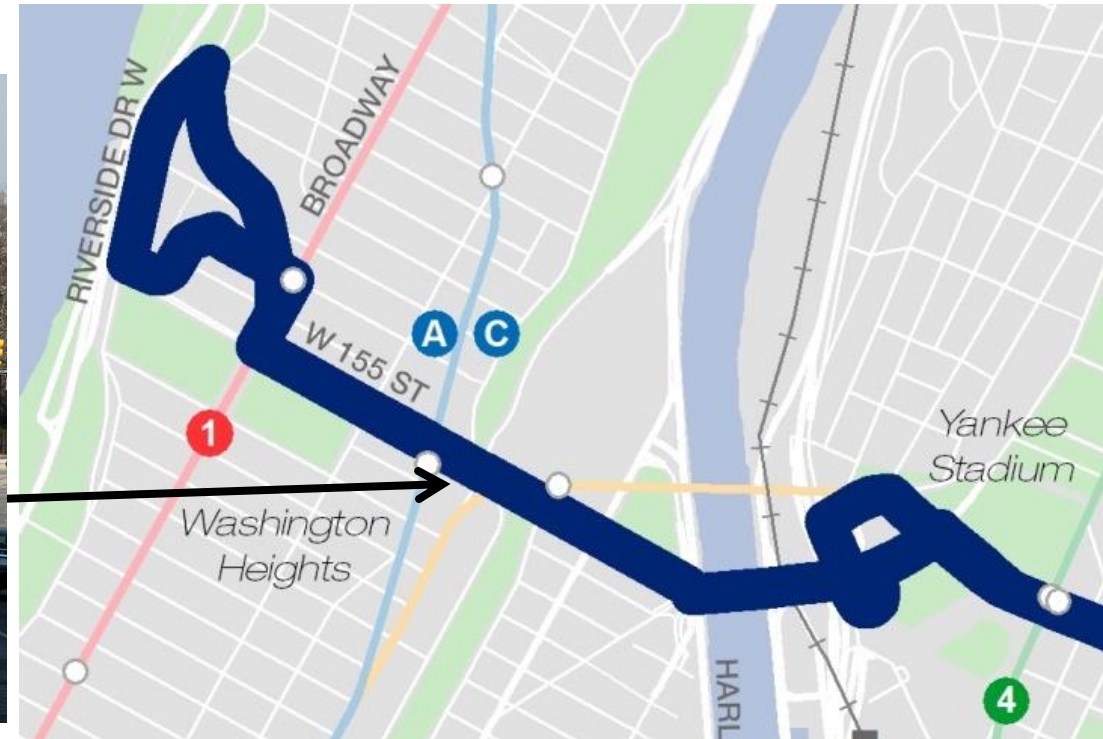 RIVERSIDE DR W
BROADWAY
A
C
W 155 ST
1
Yankee
Stadium
Washington
Heights
HARL
4